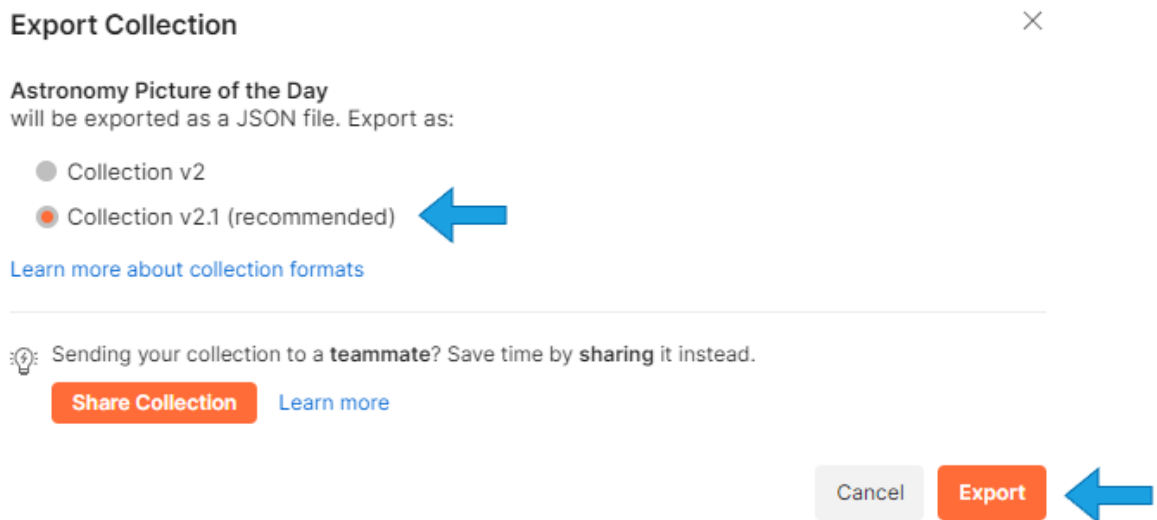 Export Collection
Astronomy Picture of the Day
will be exported as a JSON file. Export as:
Collection v2
Collection v2.1 (recommended)
Learn more about collection formats
Sending your collection to a teammate? Save time by sharing it instead.
Share Collection Learn more
Cancel Export